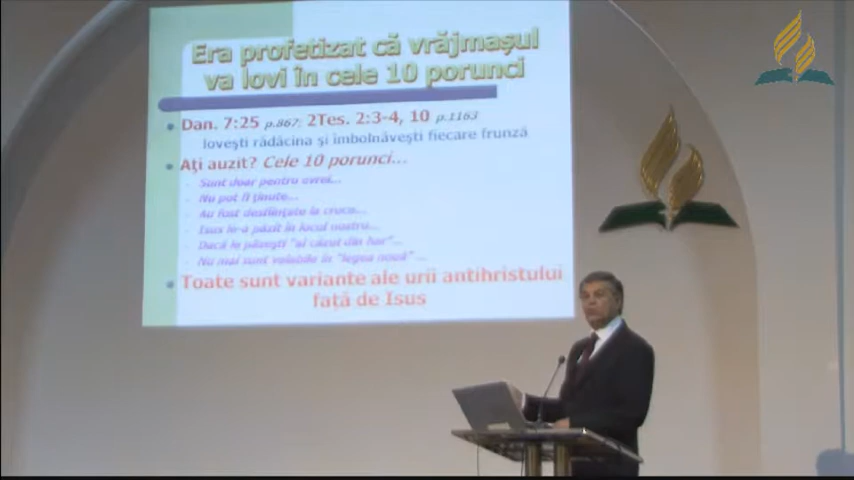 Era profetizat că vrăjmaşul
va lovi în cele 10 porunci
Dan. 7:25 p.867; 2Tes. 2:3-4, 10 p.1163
loveşti rădăcina şi îmbolnăveşti fiecare frunză
Aţi auzit? Cele 10 porunci...
Sunt doar pentru evrei...
Nu pot fi ţinute...
Au fost desfiinţate la cruce...
Isus le-a păzit în locul nostru...
Dacă le păzeşti "ai căzut din har"...
Nu mai sunt valabile în "legea nouă"...
Toate sunt variante ale urii antihristului
faţă de Isus